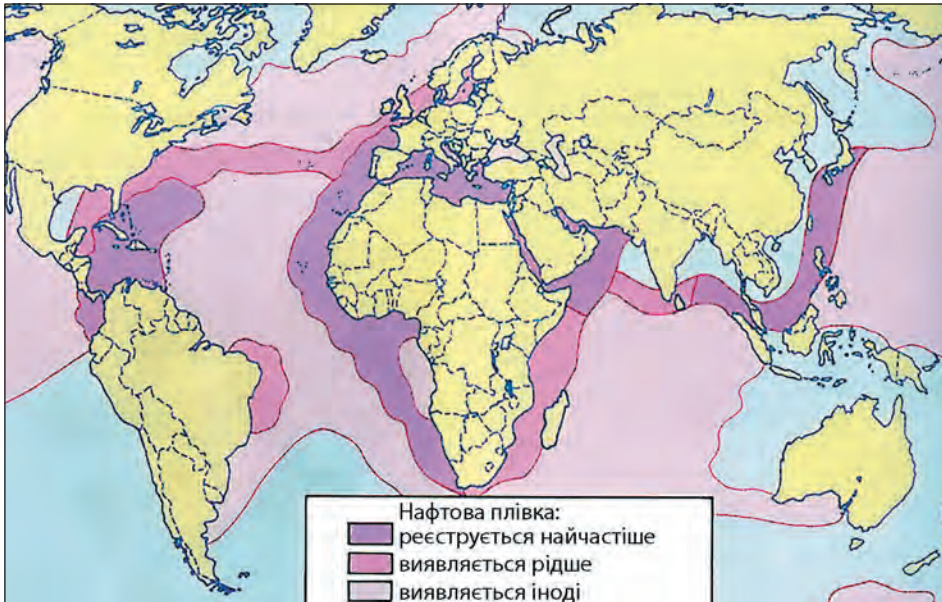 Нафтова плівка:
реєструється найчастіше
виявляється рідше
виявляється іноді